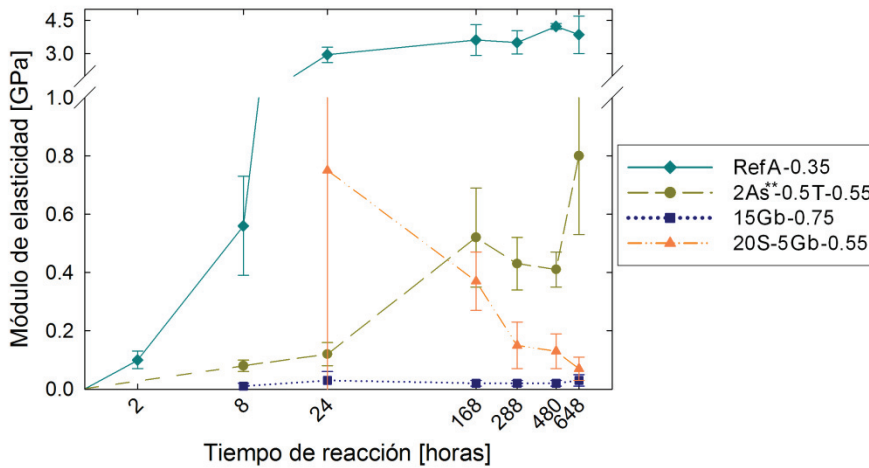 Módulo de elasticidad [GPa]
4.5
3.0
1.0
0.8
0.6
0.4
0.2
0.0
2
8
24
168
288
480
648
Tiempo de reacción [horas]
RefA-0.35
2As**-0.5T-0.55
15Gb-0.75
20S-5Gb-0.55